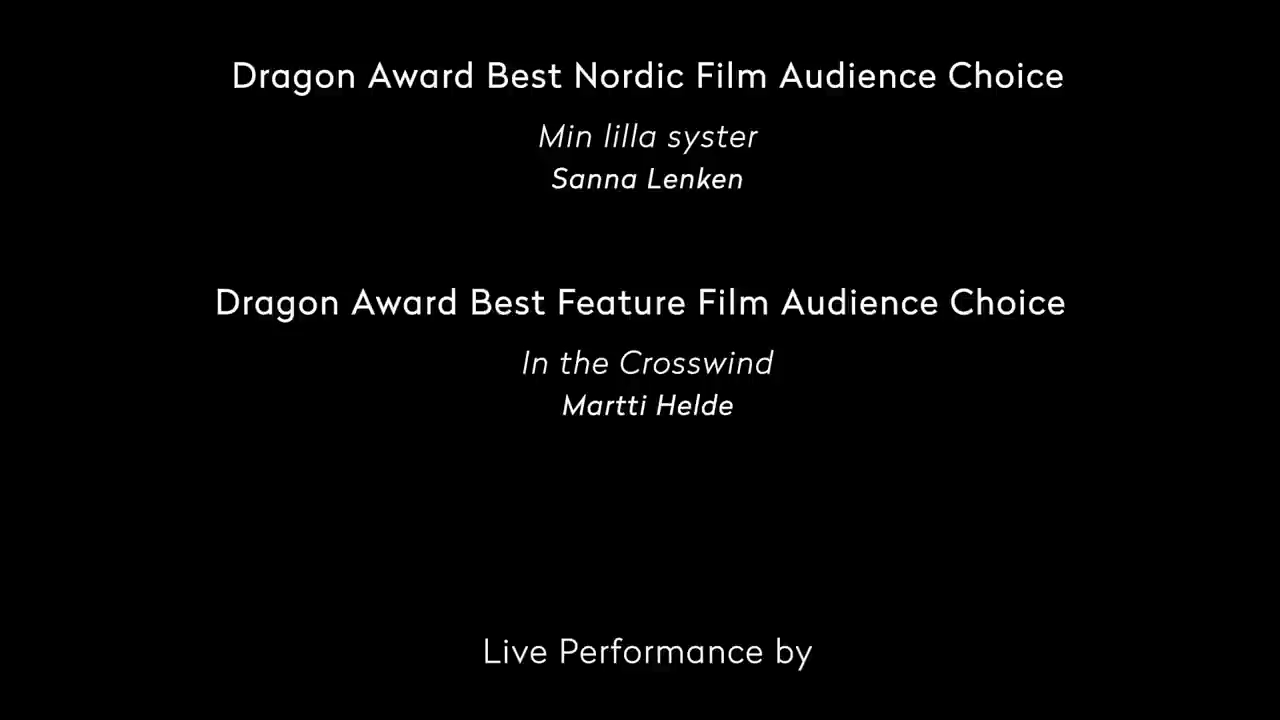 Dragon Award Best Nordic Film Audience Choice
Min lilla syster
Sanna Lenken
Dragon Award Best Feature Film Audience Choice
In the Crosswind
Martti Helde
Live Performance by